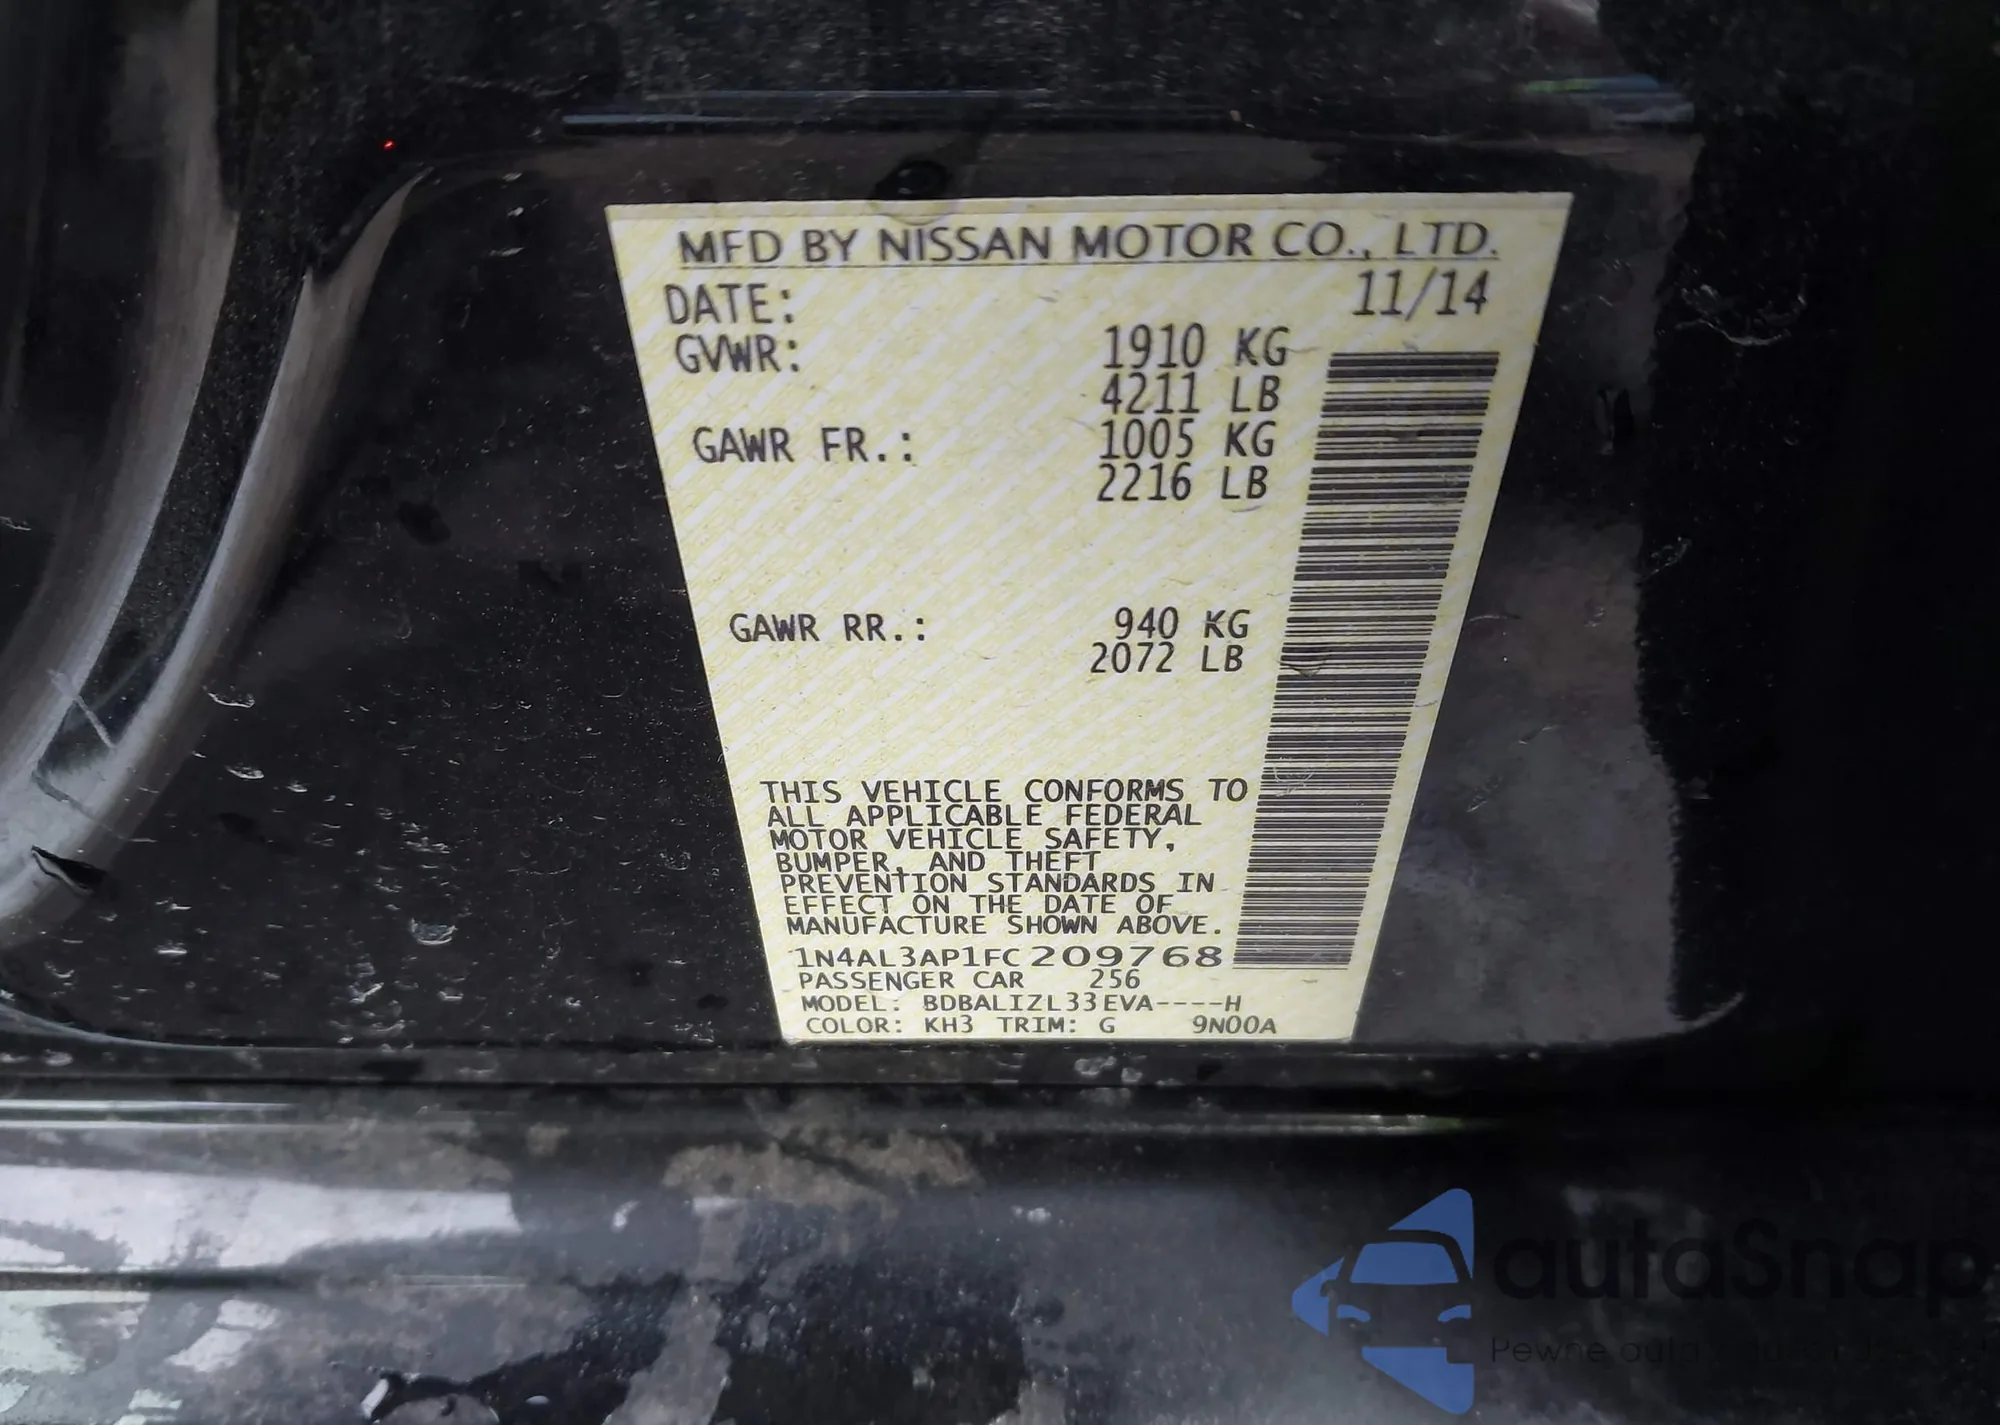 MFD BY NISSAN MOTOR CO., LTD.
DATE: 11/14
GVWR: 1910 KG
4211 LB
GAWR FR.: 1005 KG
2216 LB
GAWR RR.: 940 KG
2072 LB
THIS VEHICLE CONFORMS TO
ALL APPLICABLE FEDERAL
MOTOR VEHICLE SAFETY,
BUMPER, AND THEFT
PREVENTION STANDARDS IN
EFFECT ON THE DATE OF
MANUFACTURE SHOWN ABOVE.
1N4AL3AP1FC209768
PASSENGER CAR 256
MODEL: BDBALIZL33EVA----H
COLOR: KH3 TRIM: G 9N00A
autaSnap
Pewne auto